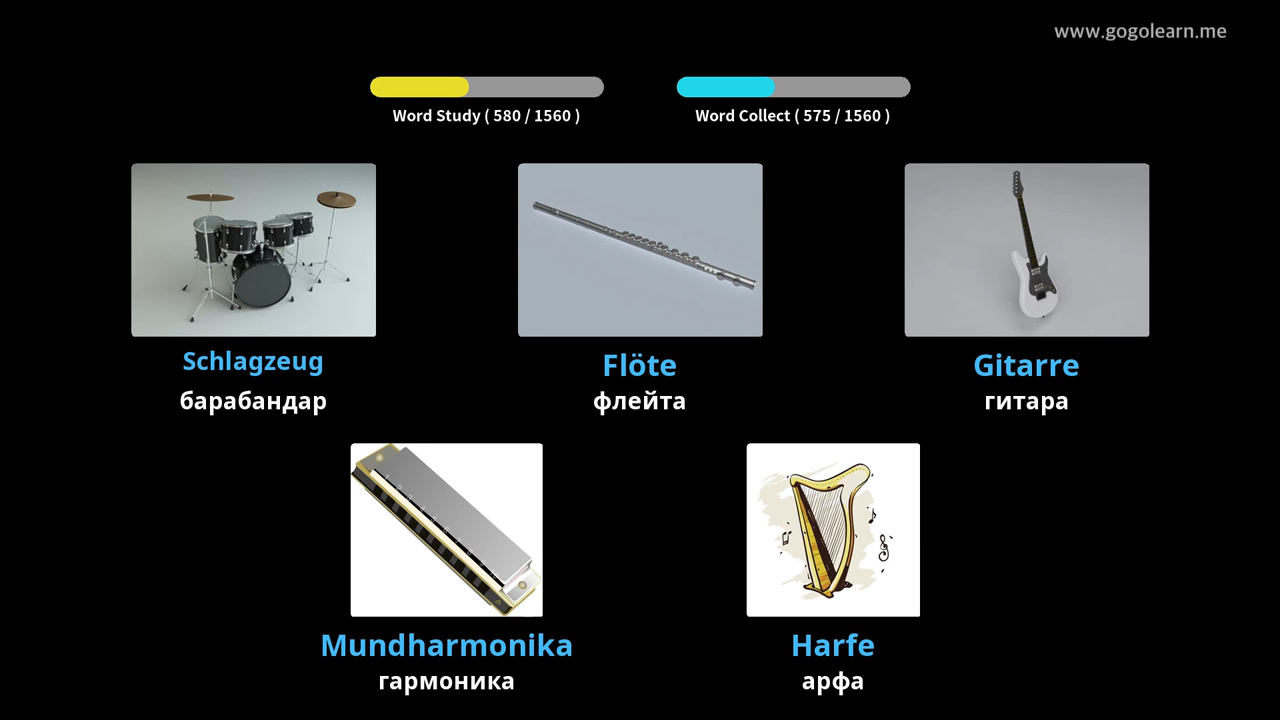 www.gogolearn.me
Word Study ( 580 / 1560 )
Word Collect ( 575 / 1560 )
Schlagzeug
барабандар
Flöte
флейта
Gitarre
гитара
Mundharmonika
гармоника
Harfe
арфа